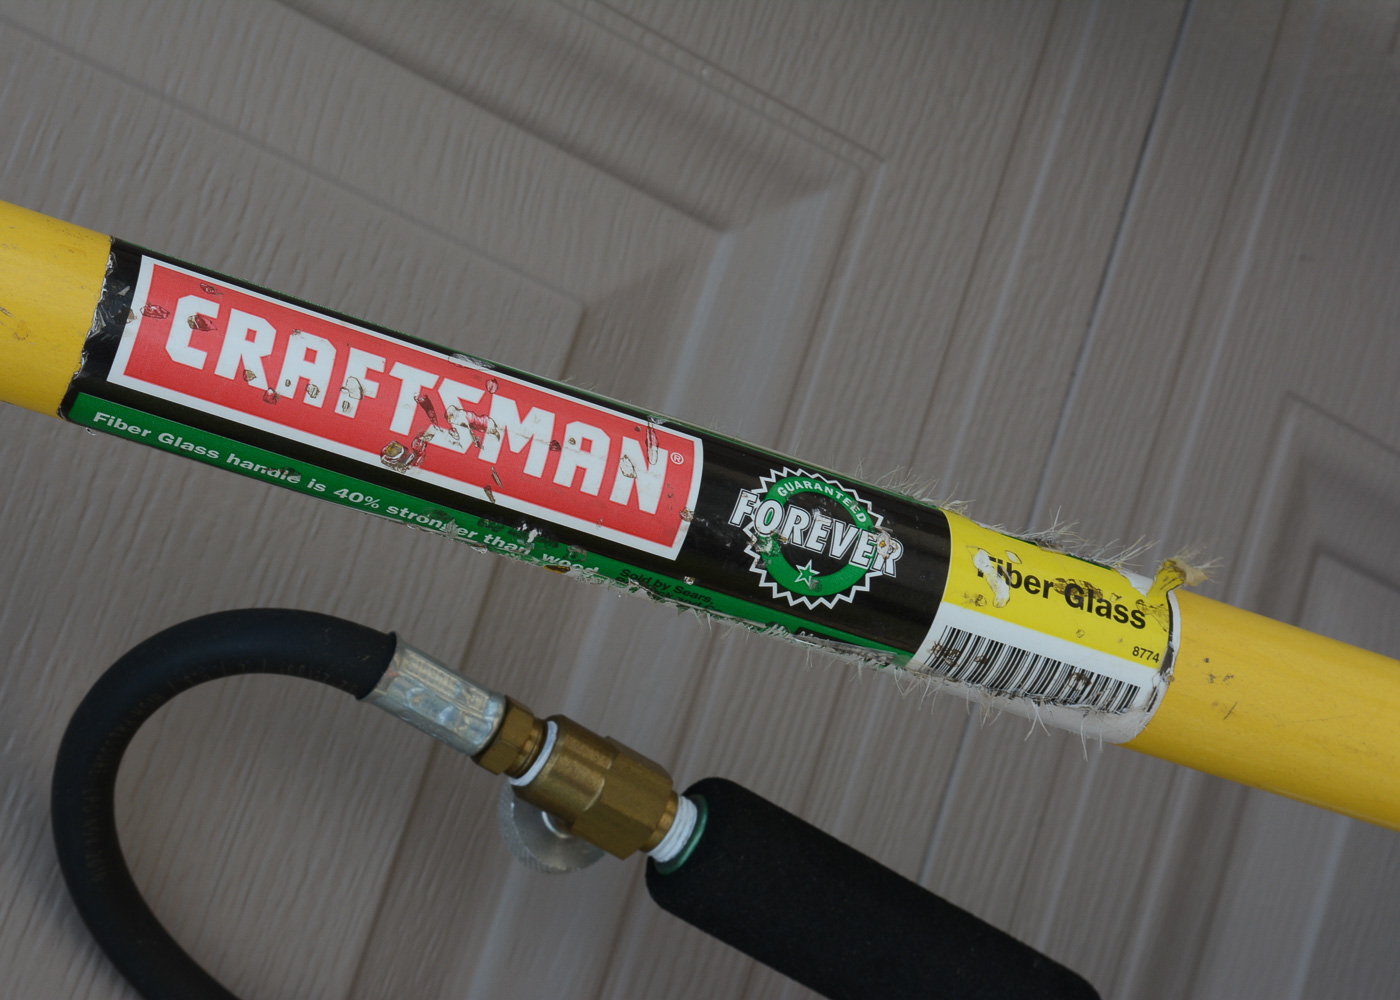 CRAFTSMAN®
Fiber Glass handle is 40% stronger than wood
Sold by Sears,
GUARANTEED
FOREVER
Fiber Glass
8774